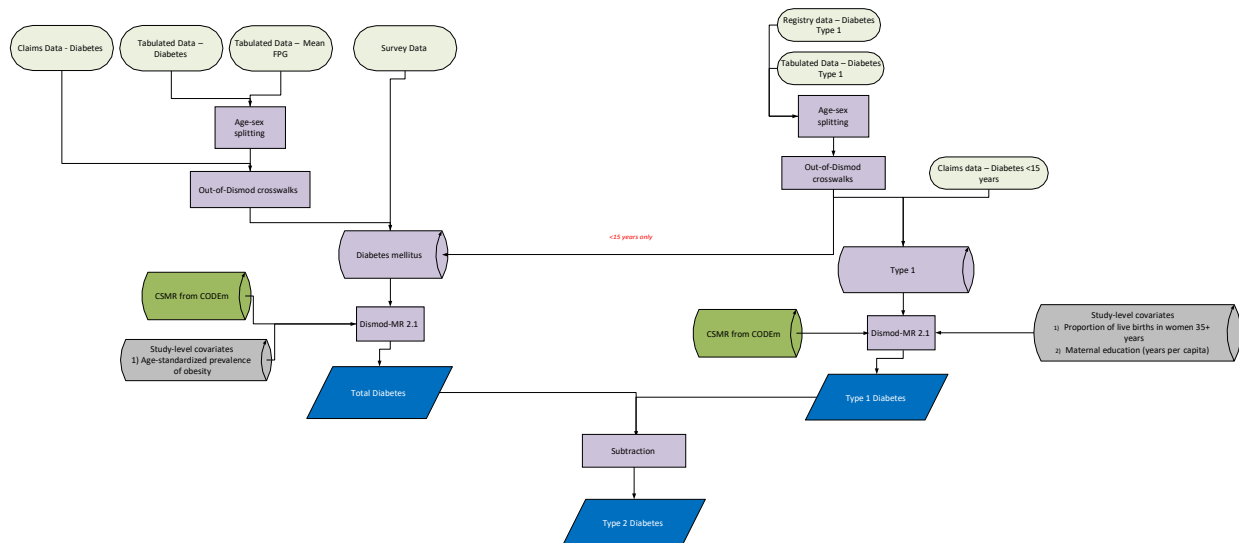 Claims Data - Diabetes
Tabulated Data –
Diabetes
Tabulated Data – Mean
FPG
Survey Data
Registry data – Diabetes
Type 1
Tabulated Data – Diabetes
Type 1
Age-sex
splitting
Age-sex
splitting
Out-of-Dismod crosswalks
Out-of-Dismod
crosswalks
Claims data – Diabetes <15
years
<15 years only
Diabetes mellitus
Type 1
CSMR from CODEm
Dismod-MR 2.1
Study-level covariates
1) Age-standardized prevalence
of obesity
CSMR from CODEm
Dismod-MR 2.1
Study-level covariates
1) Proportion of live births in women 35+
years
2) Maternal education (years per capita)
Total Diabetes
Type 1 Diabetes
Subtraction
Type 2 Diabetes